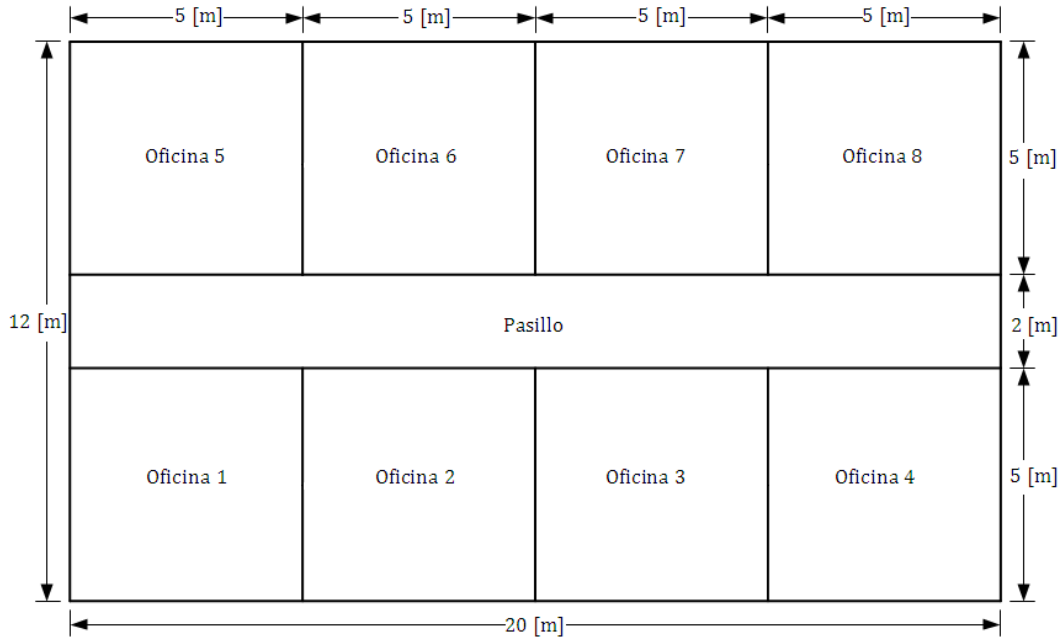 5 [m] 5 [m] 5 [m] 5 [m]
Oficina 5 Oficina 6 Oficina 7 Oficina 8 5 [m]
12 [m] Pasillo 2 [m]
Oficina 1 Oficina 2 Oficina 3 Oficina 4 5 [m]
20 [m]